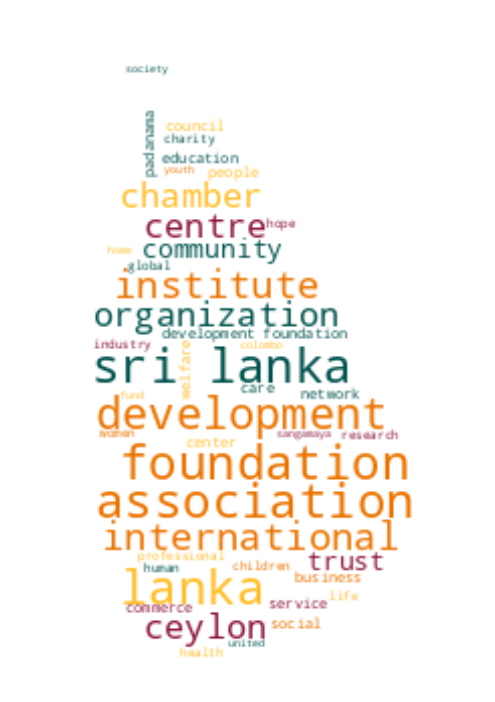 society
padanama
council
charity
education
youth people
chamber
centre hope
community
home
global
institute
organization
development foundation
industry
colombo
welfare
sri lanka
care
network
fund
development
women
sangamaya
research
center
foundation
association
international
professional
trust
human
children
business
lanka
life
commerce
service
ceylon
social
united
health